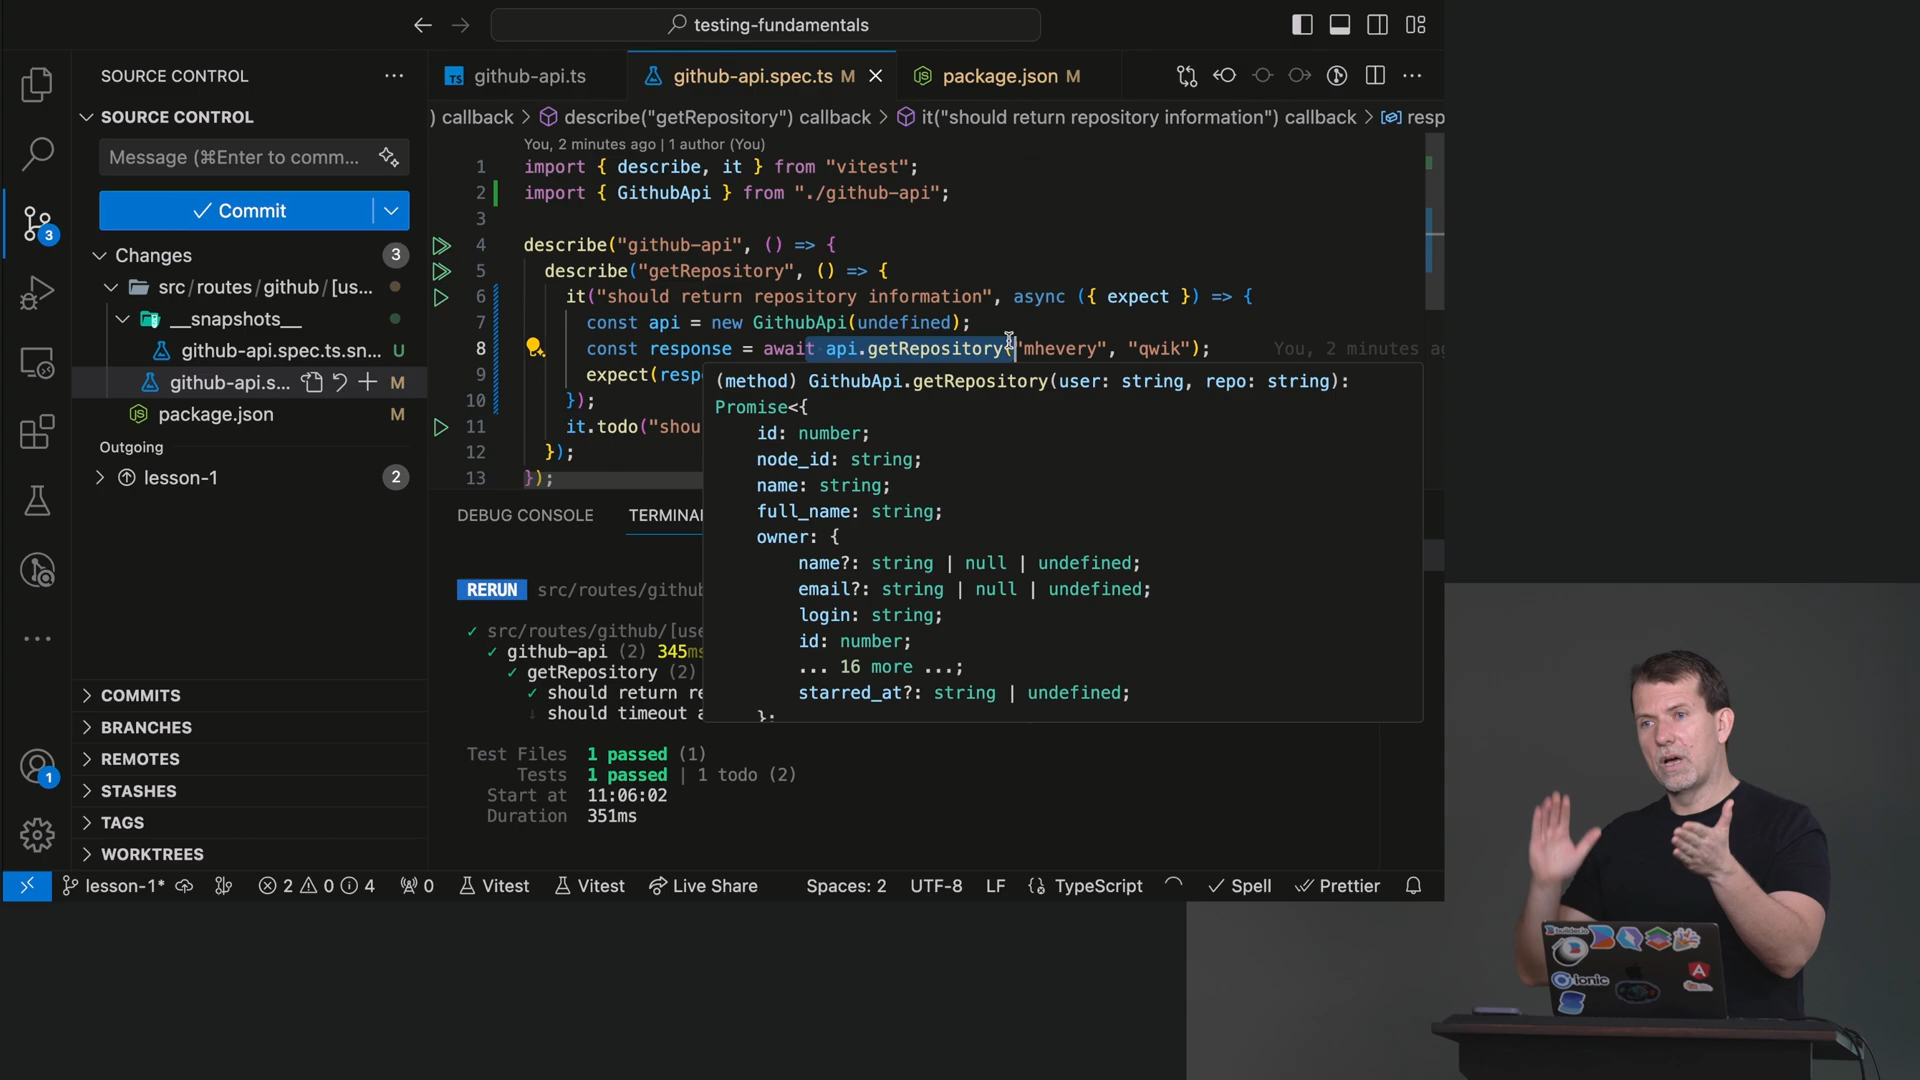 testing-fundamentals
SOURCE CONTROL
SOURCE CONTROL
Message (⌘Enter to comm...
Commit
3
Changes
3
src/routes/github/[us...
__snapshots__
github-api.spec.ts.sn... U
github-api.s... M
package.json M
Outgoing
lesson-1
2
COMMITS
BRANCHES
REMOTES
STASHES
TAGS
WORKTREES
1
TS github-api.ts
github-api.spec.ts M
package.json M
) callback > describe("getRepository") callback > it("should return repository information") callback > resp
You, 2 minutes ago | 1 author (You)
1 import { describe, it } from "vitest";
2 import { GithubApi } from "./github-api";
3
4 describe("github-api", () => {
5 describe("getRepository", () => {
6 it("should return repository information", async ({ expect }) => {
7 const api = new GithubApi(undefined);
8 const response = await api.getRepository("mhevery", "qwik"); You, 2 minutes ag
9 expect(resp
10 });
11 it.todo("shou
12 });
13 });
(method) GithubApi.getRepository(user: string, repo: string):
Promise<{
id: number;
node_id: string;
name: string;
full_name: string;
owner: {
name?: string | null | undefined;
email?: string | null | undefined;
login: string;
id: number;
... 16 more ...;
starred_at?: string | undefined;
};
DEBUG CONSOLE
TERMINA
RERUN src/routes/githu
✓ src/routes/github/[use
✓ github-api (2) 345ms
✓ getRepository (2)
✓ should return re
↓ should timeout a
Test Files 1 passed (1)
Tests 1 passed | 1 todo (2)
Start at 11:06:02
Duration 351ms
lesson-1* 2 0 4 0 Vitest Vitest Live Share Spaces: 2 UTF-8 LF TypeScript Spell Prettier
builder.io
ionic
A